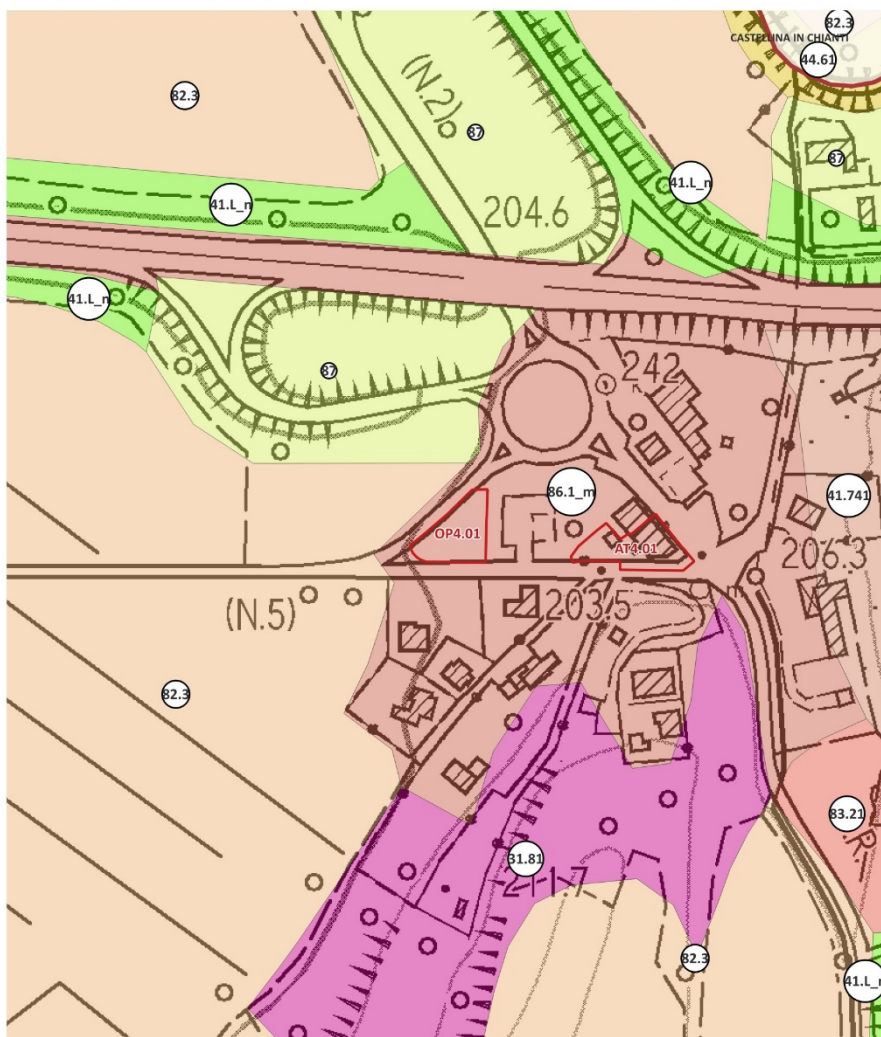 82.3
CASTELLINA IN CHIANTI
44.61
82.3
(N.2)
87
87
41.L_n
41.L_n
204.6
41.L_n
87
242
86.1_m
41.741
OP4.01
AT4.01
206.3
(N.5)
203.5
82.3
83.21
.R.
31.81
211.7
82.3
41.L_n